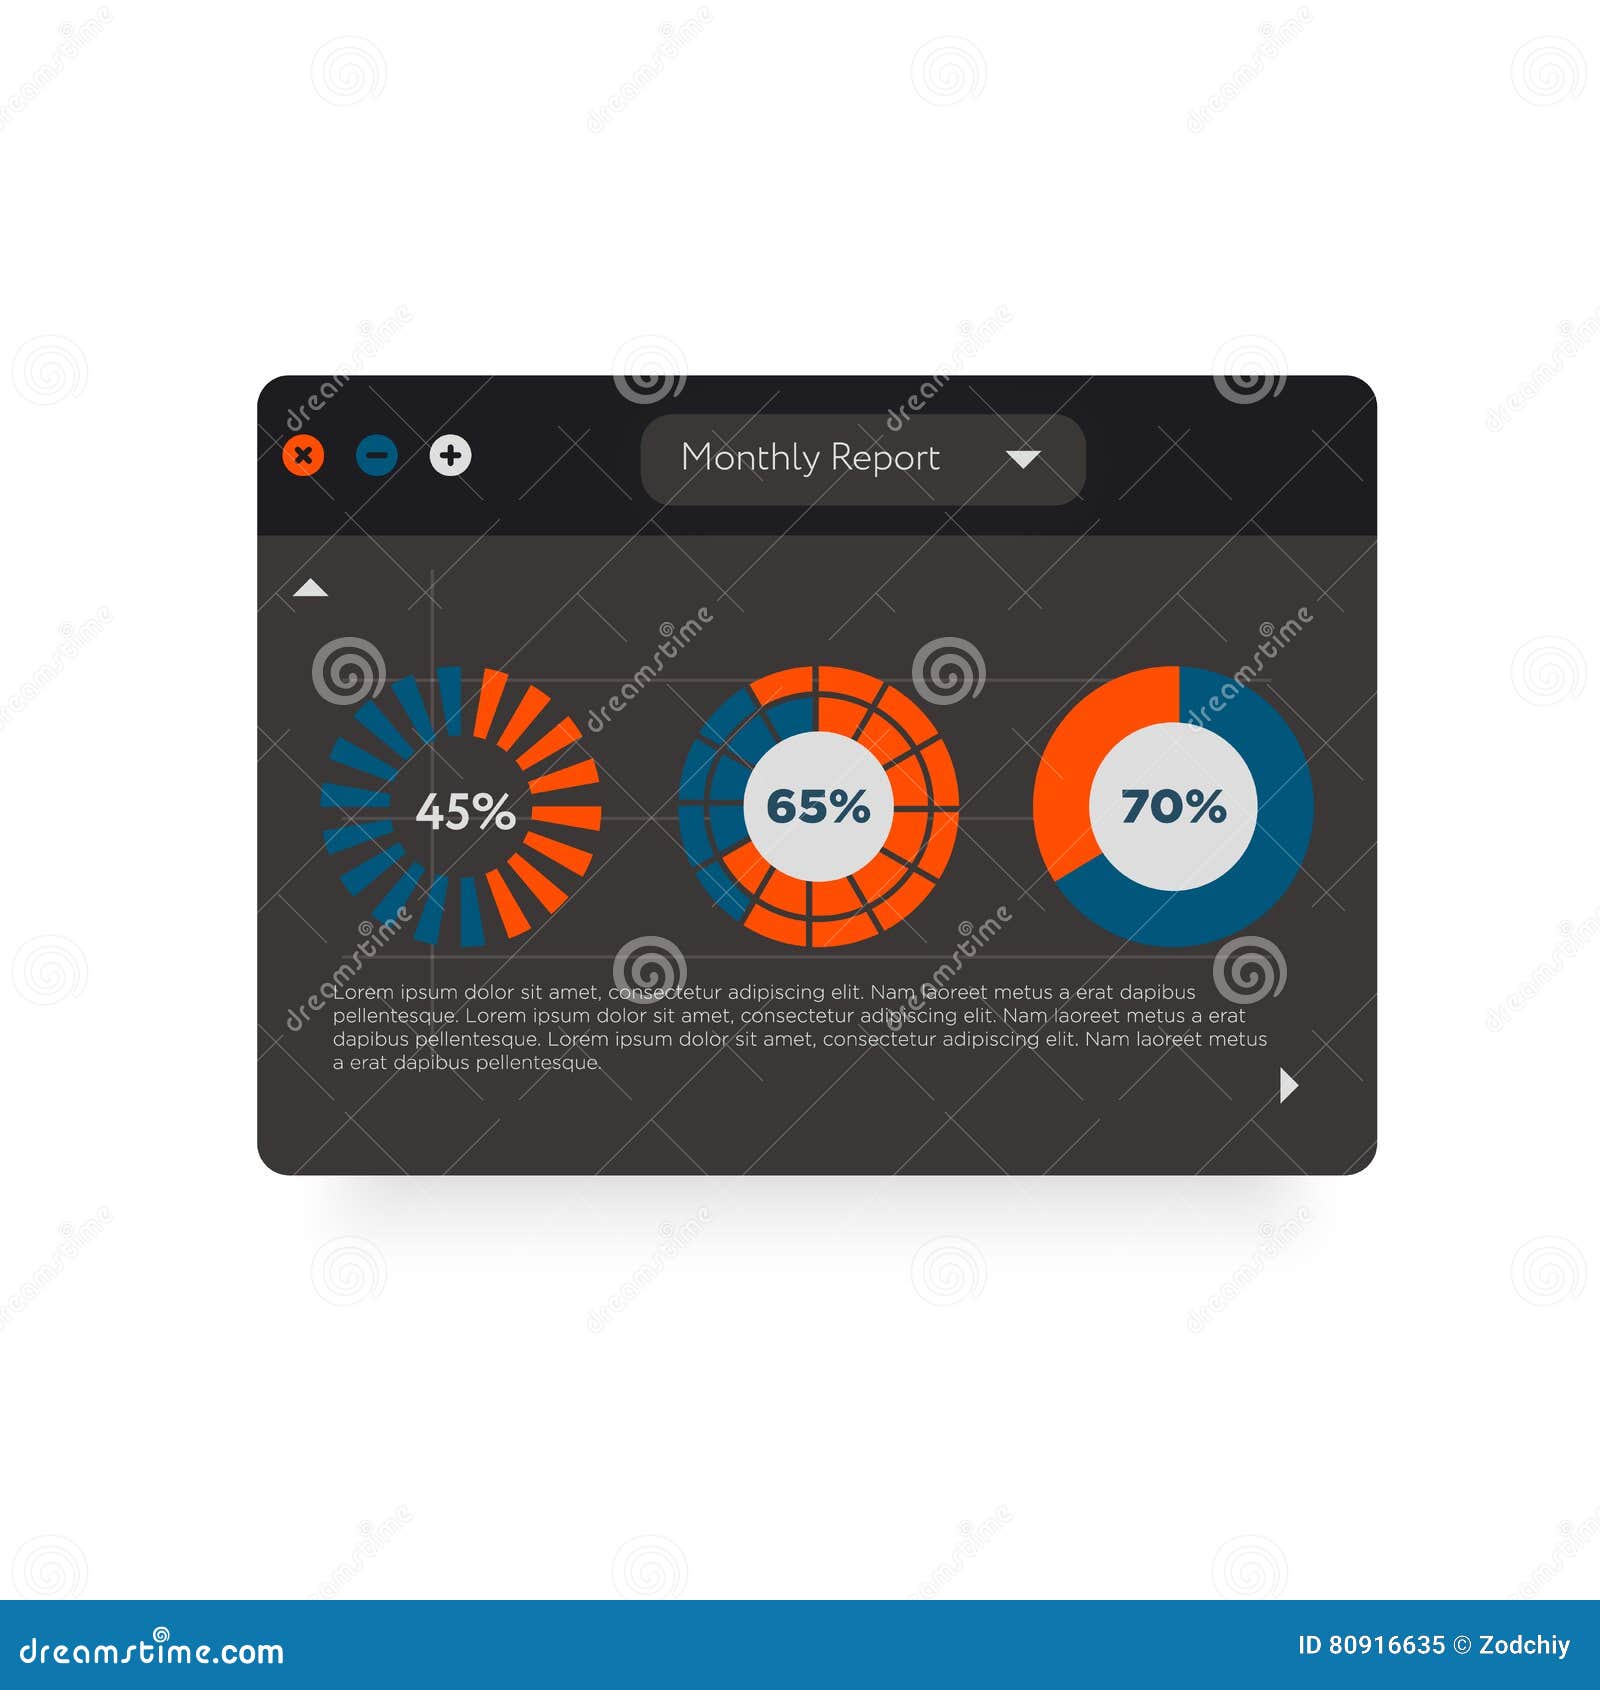 Monthly Report
45%
65%
70%
Lorem ipsum dolor sit amet, consectetur adipiscing elit. Nam laoreet metus a erat dapibus
pellentesque. Lorem ipsum dolor sit amet, consectetur adipiscing elit. Nam laoreet metus a erat
dapibus pellentesque. Lorem ipsum dolor sit amet, consectetur adipiscing elit. Nam laoreet metus
a erat dapibus pellentesque.
dreamstime.com
ID 80916635 © Zodchiy